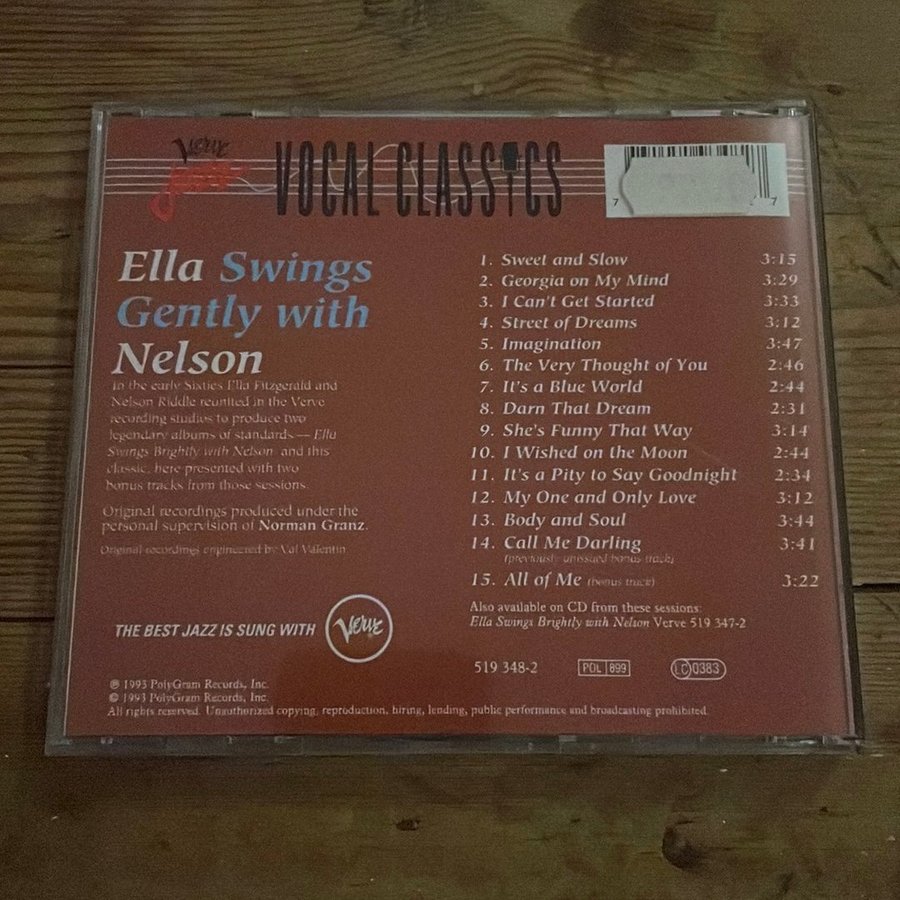 Verve
Jazz
VOCAL CLASSICS
7 7
Ella Swings
Gently with
Nelson
In the early Sixties Ella Fitzgerald and
Nelson Riddle reunited in the Verve
recording studios to produce two
legendary albums of standards — Ella
Swings Brightly with Nelson and this
classic, here presented with two
bonus tracks from those sessions.
Original recordings produced under the
personal supervision of Norman Granz.
Original recordings engineered by Val Valentin
THE BEST JAZZ IS SUNG WITH
Verve
1. Sweet and Slow 3:15
2. Georgia on My Mind 3:29
3. I Can't Get Started 3:33
4. Street of Dreams 3:12
5. Imagination 3:47
6. The Very Thought of You 2:46
7. It's a Blue World 2:44
8. Darn That Dream 2:31
9. She's Funny That Way 3:14
10. I Wished on the Moon 2:44
11. It's a Pity to Say Goodnight 2:34
12. My One and Only Love 3:12
13. Body and Soul 3:44
14. Call Me Darling 3:41
(previously unissued bonus track)
15. All of Me (bonus track) 3:22
Also available on CD from these sessions:
Ella Swings Brightly with Nelson Verve 519 347-2
519 348-2 POL 899 LC 0383
℗ 1993 PolyGram Records, Inc.
© 1993 PolyGram Records, Inc.
All rights reserved. Unauthorized copying, reproduction, hiring, lending, public performance and broadcasting prohibited.